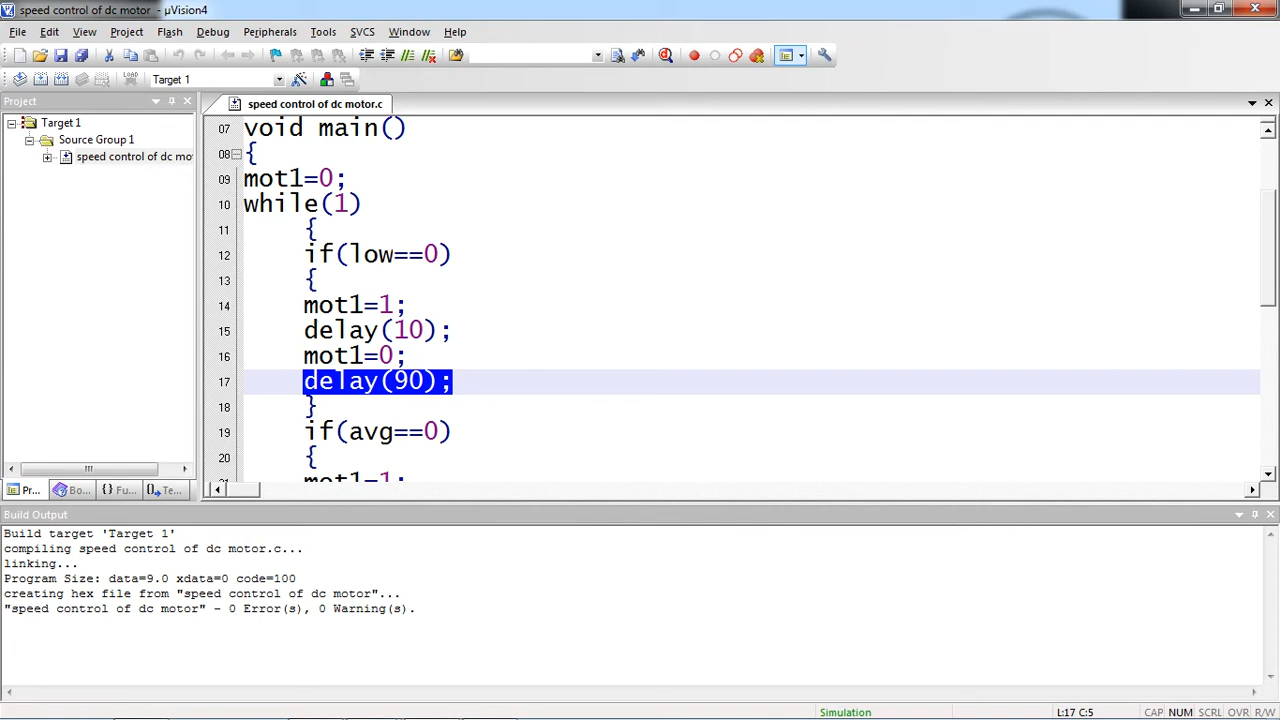 speed control of dc motor - µVision4
File Edit View Project Flash Debug Peripherals Tools SVCS Window Help
LOAD Target 1
Project
Target 1
Source Group 1
speed control of dc mo
speed control of dc motor.c
07 void main()
08 {
09 mot1=0;
10 while(1)
11 {
12 if(low==0)
13 {
14 mot1=1;
15 delay(10);
16 mot1=0;
17 delay(90);
18 }
19 if(avg==0)
20 {
mot1=1;
Pr... Bo... {} Fu... Te...
Build Output
Build target 'Target 1'
compiling speed control of dc motor.c...
linking...
Program Size: data=9.0 xdata=0 code=100
creating hex file from "speed control of dc motor"...
"speed control of dc motor" - 0 Error(s), 0 Warning(s).
Simulation L:17 C:5 CAP NUM SCRL OVR R/W